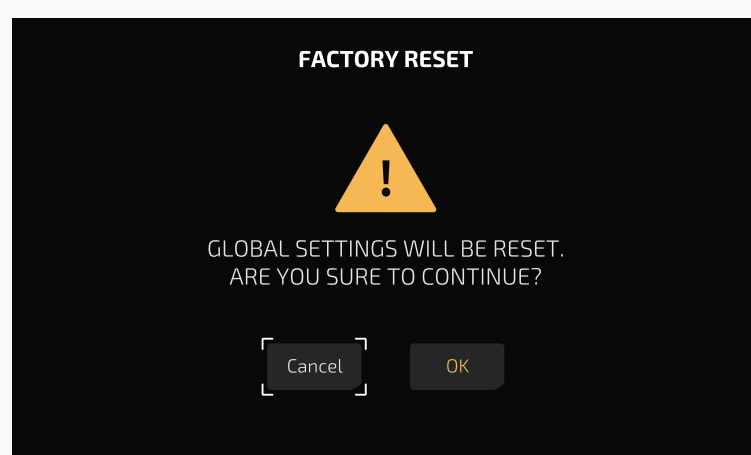 FACTORY RESET
!
GLOBAL SETTINGS WILL BE RESET.
ARE YOU SURE TO CONTINUE?
Cancel OK